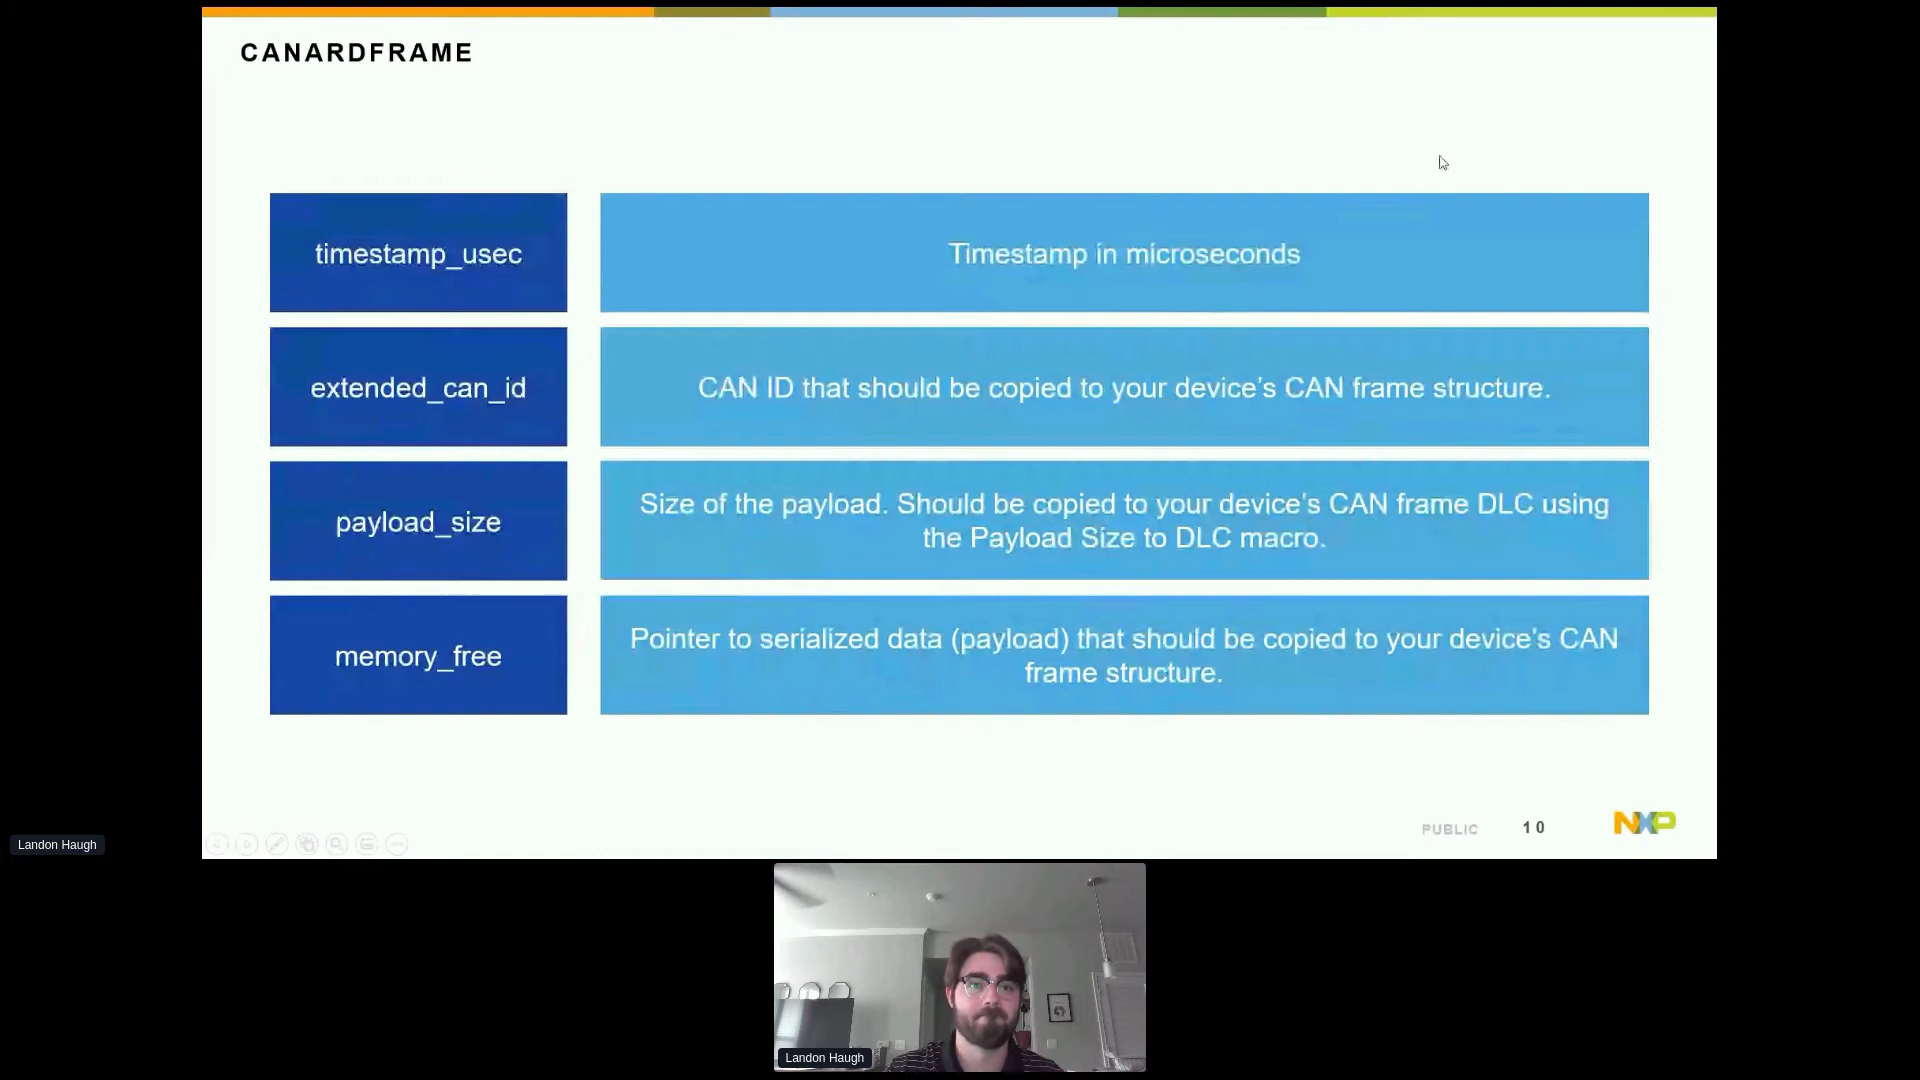 CANARDFRAME
timestamp_usec
Timestamp in microseconds
extended_can_id
CAN ID that should be copied to your device's CAN frame structure.
payload_size
Size of the payload. Should be copied to your device's CAN frame DLC using
the Payload Size to DLC macro.
memory_free
Pointer to serialized data (payload) that should be copied to your device's CAN
frame structure.
PUBLIC
10
NXP
Landon Haugh
Landon Haugh